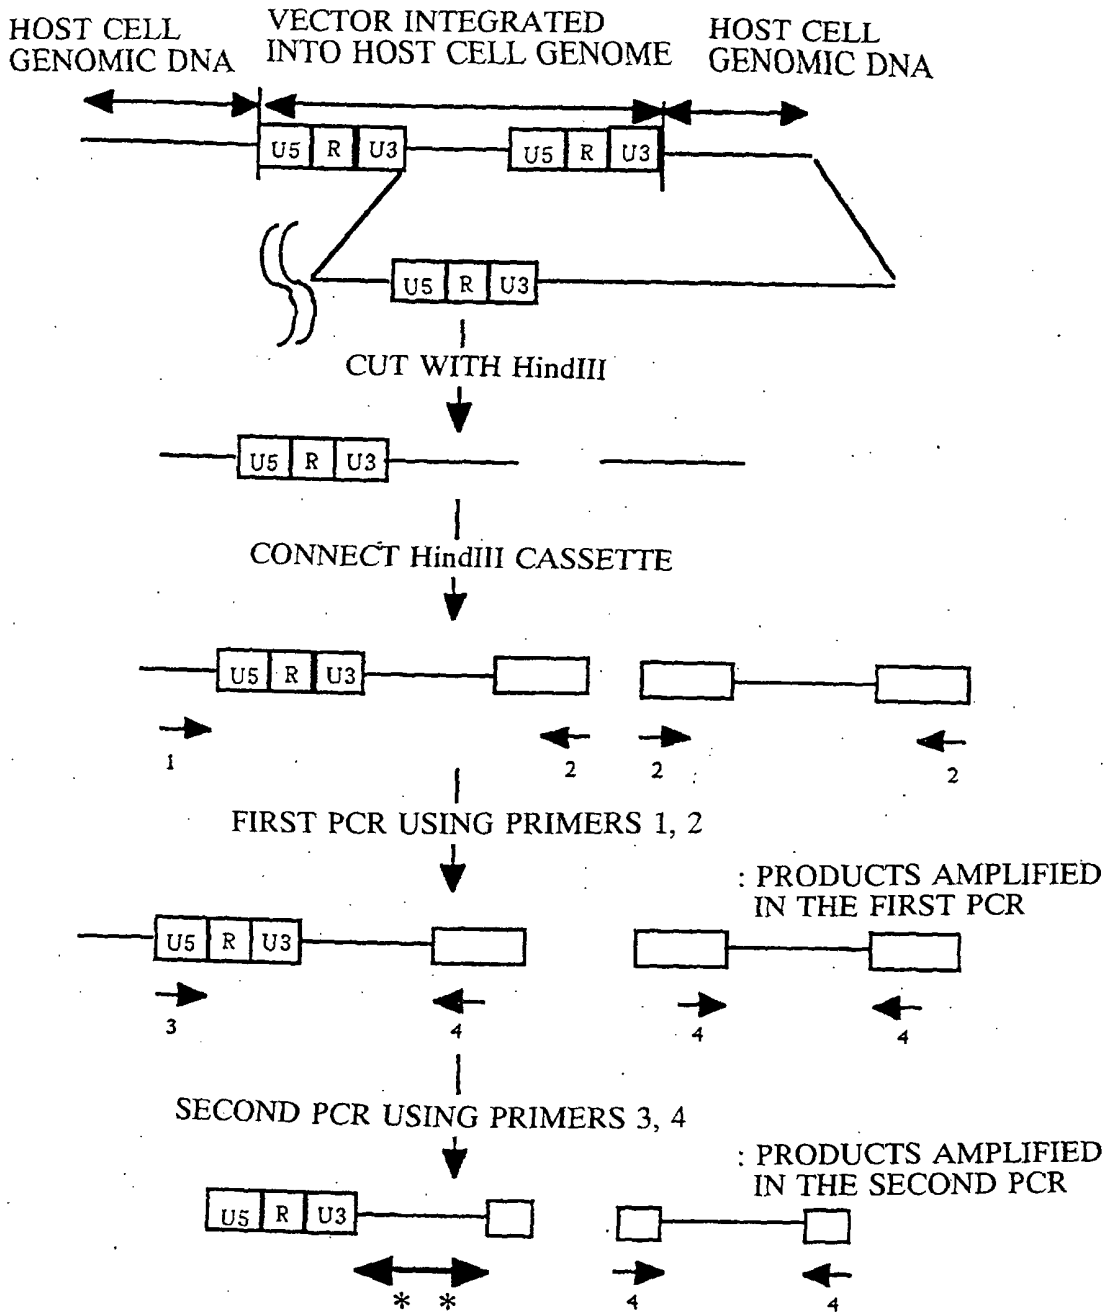 HOST CELL
GENOMIC DNA
VECTOR INTEGRATED
INTO HOST CELL GENOME
HOST CELL
GENOMIC DNA
U5 R U3 U5 R U3
U5 R U3
CUT WITH HindIII
U5 R U3
CONNECT HindIII CASSETTE
U5 R U3
1 2 2 2
FIRST PCR USING PRIMERS 1, 2
: PRODUCTS AMPLIFIED
IN THE FIRST PCR
U5 R U3
3 4 4 4
SECOND PCR USING PRIMERS 3, 4
: PRODUCTS AMPLIFIED
IN THE SECOND PCR
U5 R U3
* * 4 4